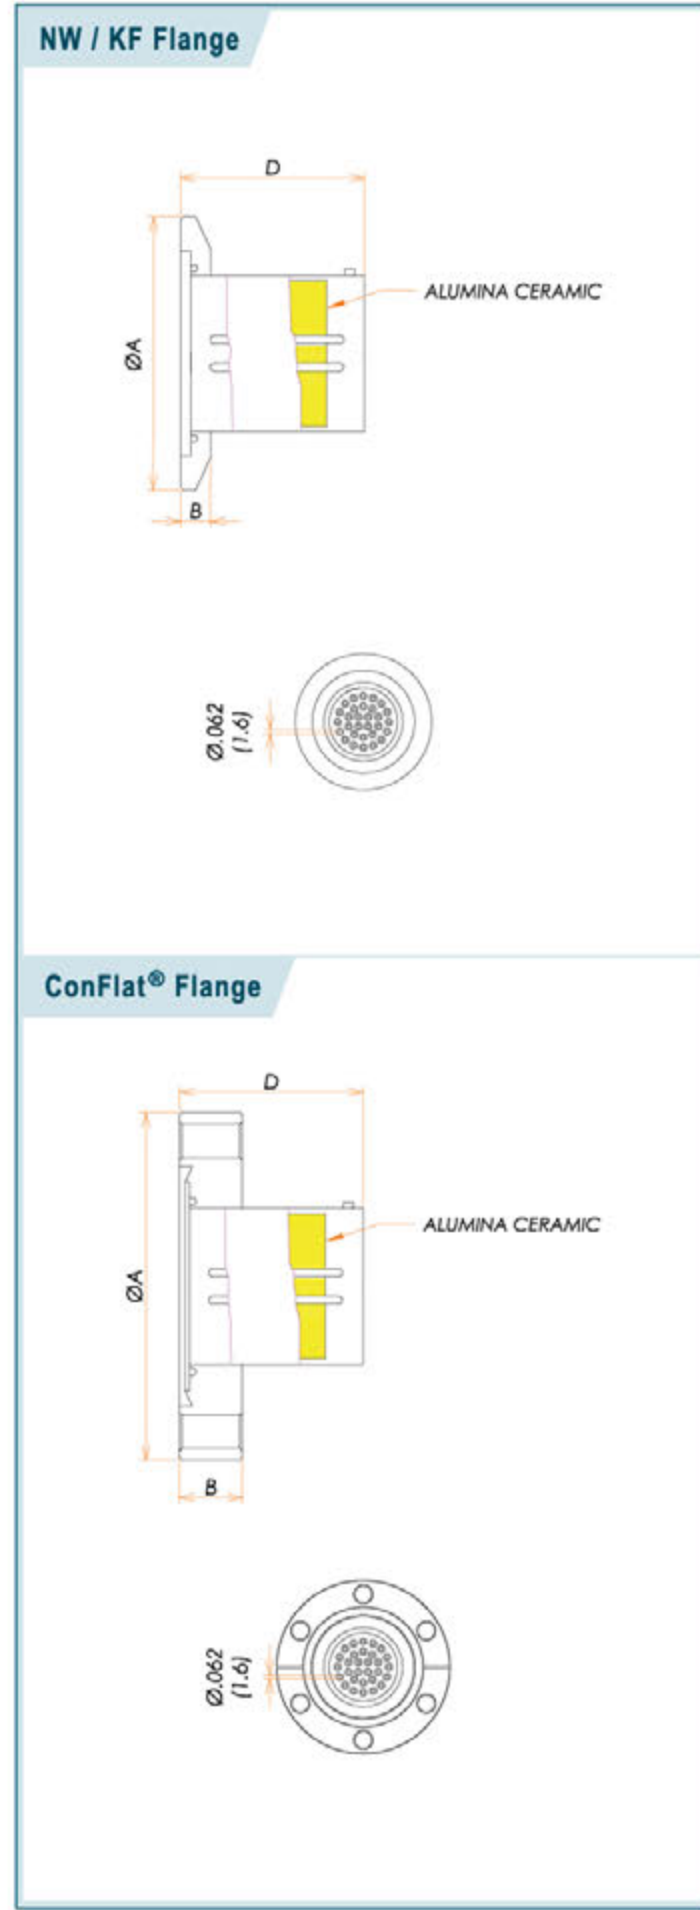 NW / KF Flange
D
ALUMINA CERAMIC
ØA
B
Ø.062
(1.6)
ConFlat® Flange
D
ALUMINA CERAMIC
ØA
B
Ø.062
(1.6)